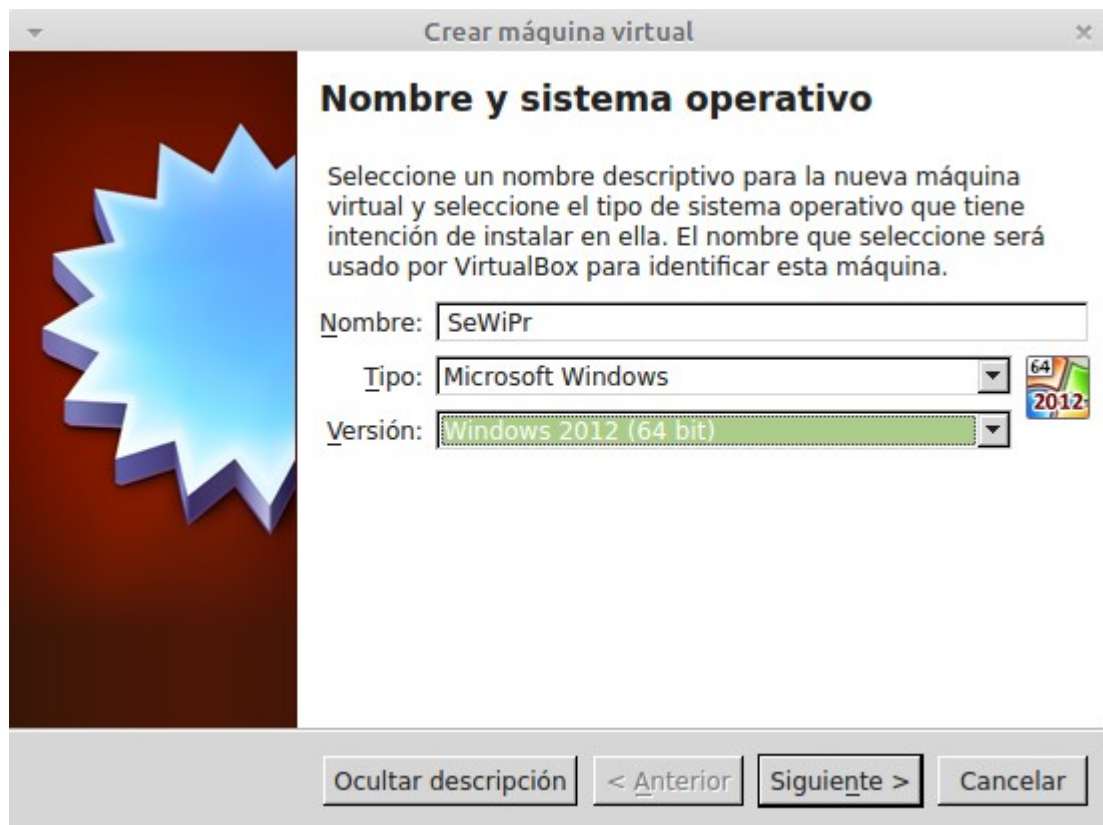 Crear máquina virtual
Nombre y sistema operativo
Seleccione un nombre descriptivo para la nueva máquina
virtual y seleccione el tipo de sistema operativo que tiene
intención de instalar en ella. El nombre que seleccione será
usado por VirtualBox para identificar esta máquina.
Nombre: SeWiPr
Tipo: Microsoft Windows
64
2012
Versión: Windows 2012 (64 bit)
Ocultar descripción < Anterior Siguiente > Cancelar